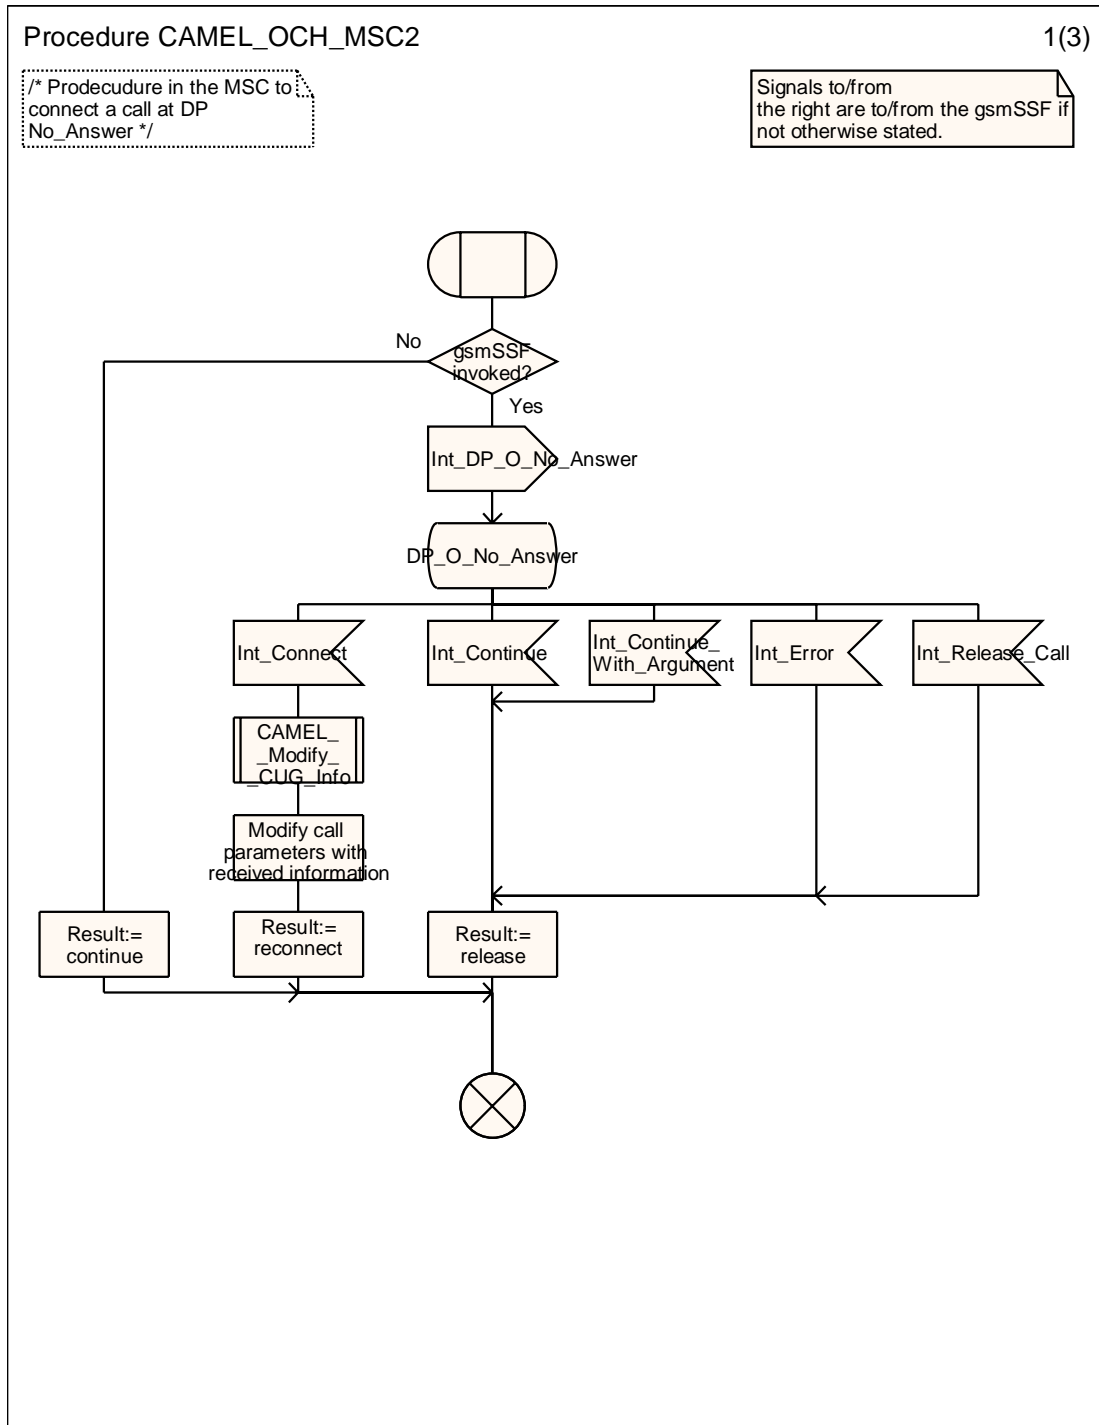 Procedure CAMEL_OCH_MSC2
1(3)
/* Prodecudure in the MSC to
connect a call at DP
No_Answer */
Signals to/from
the right are to/from the gsmSSF if
not otherwise stated.
No
gsmSSF
invoked?
Yes
Int_DP_O_No_Answer
DP_O_No_Answer
Int_Connect
Int_Continue
Int_Continue_
With_Argument
Int_Error
Int_Release_Call
CAMEL_
_Modify_
_CUG_Info
Modify call
parameters with
received information
Result:=
continue
Result:=
reconnect
Result:=
release